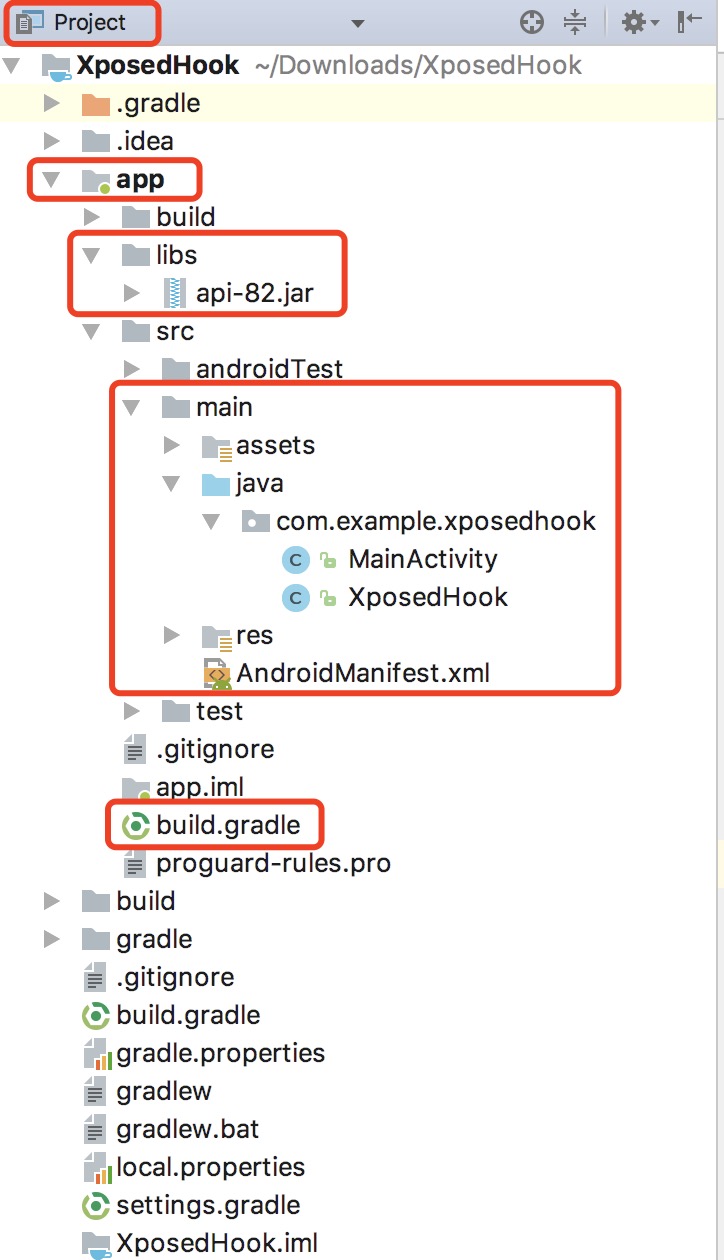 Project
XposedHook ~/Downloads/XposedHook
.gradle
.idea
app
build
libs
api-82.jar
src
androidTest
main
assets
java
com.example.xposedhook
C MainActivity
C XposedHook
res
AndroidManifest.xml
test
.gitignore
app.iml
build.gradle
proguard-rules.pro
build
gradle
.gitignore
build.gradle
gradle.properties
gradlew
gradlew.bat
local.properties
settings.gradle
XposedHook.iml